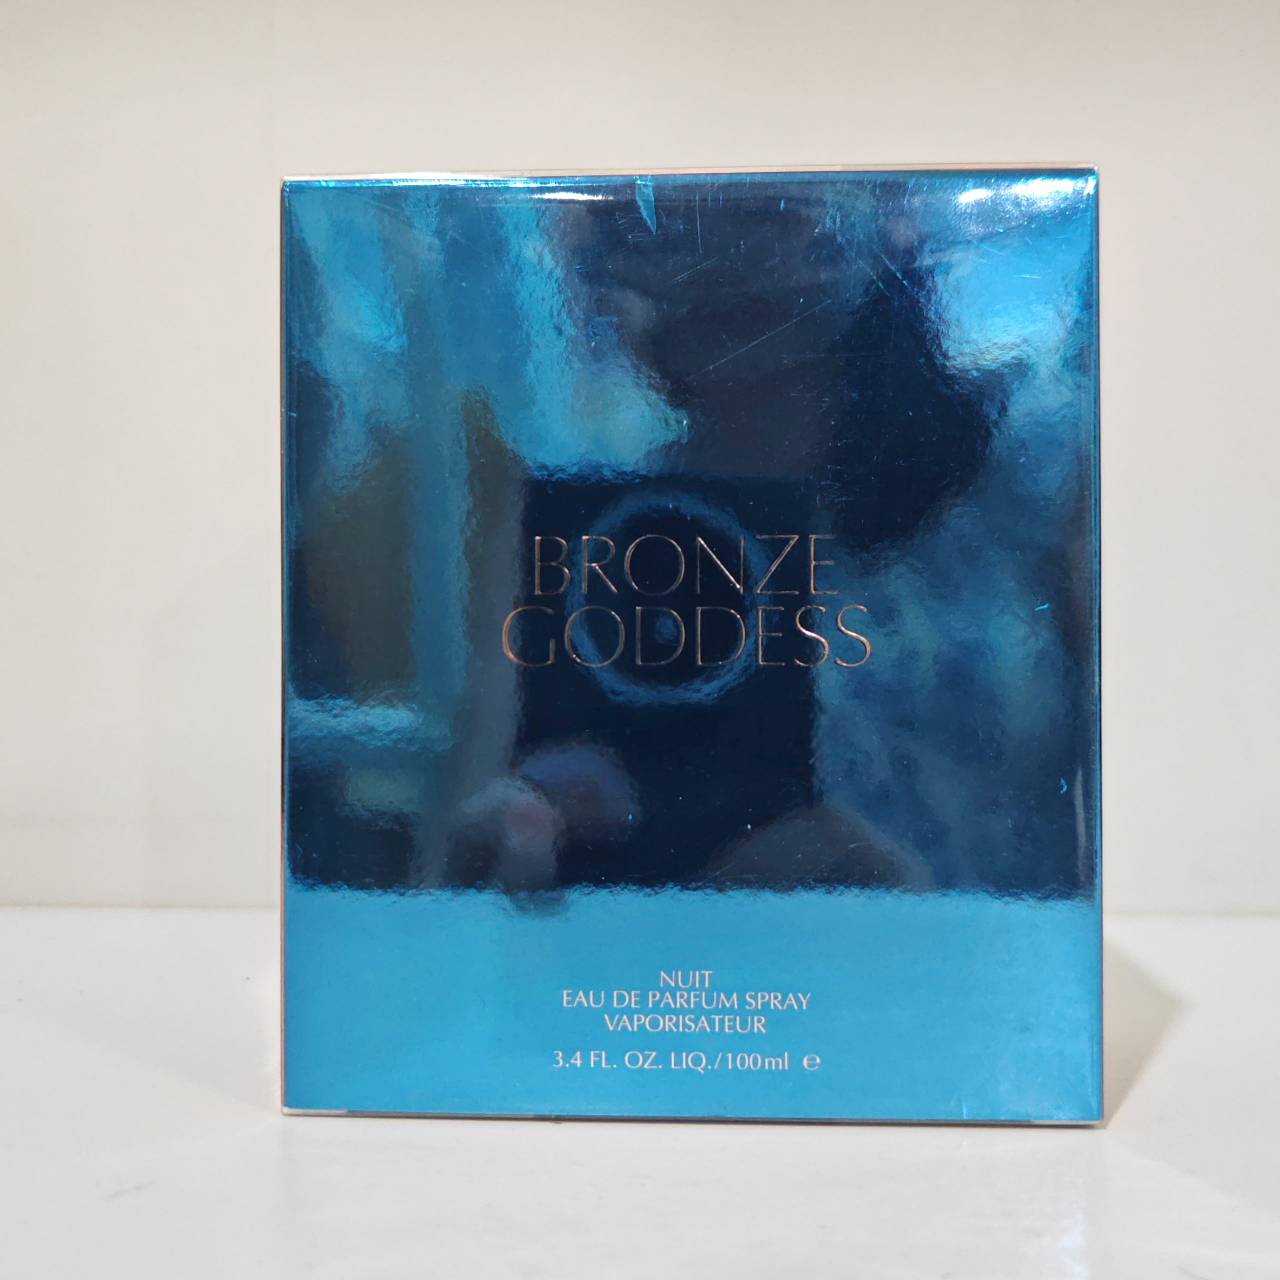 BRONZE
GODDESS
NUIT
EAU DE PARFUM SPRAY
VAPORISATEUR
3.4 FL. OZ. LIQ./100ml ℮